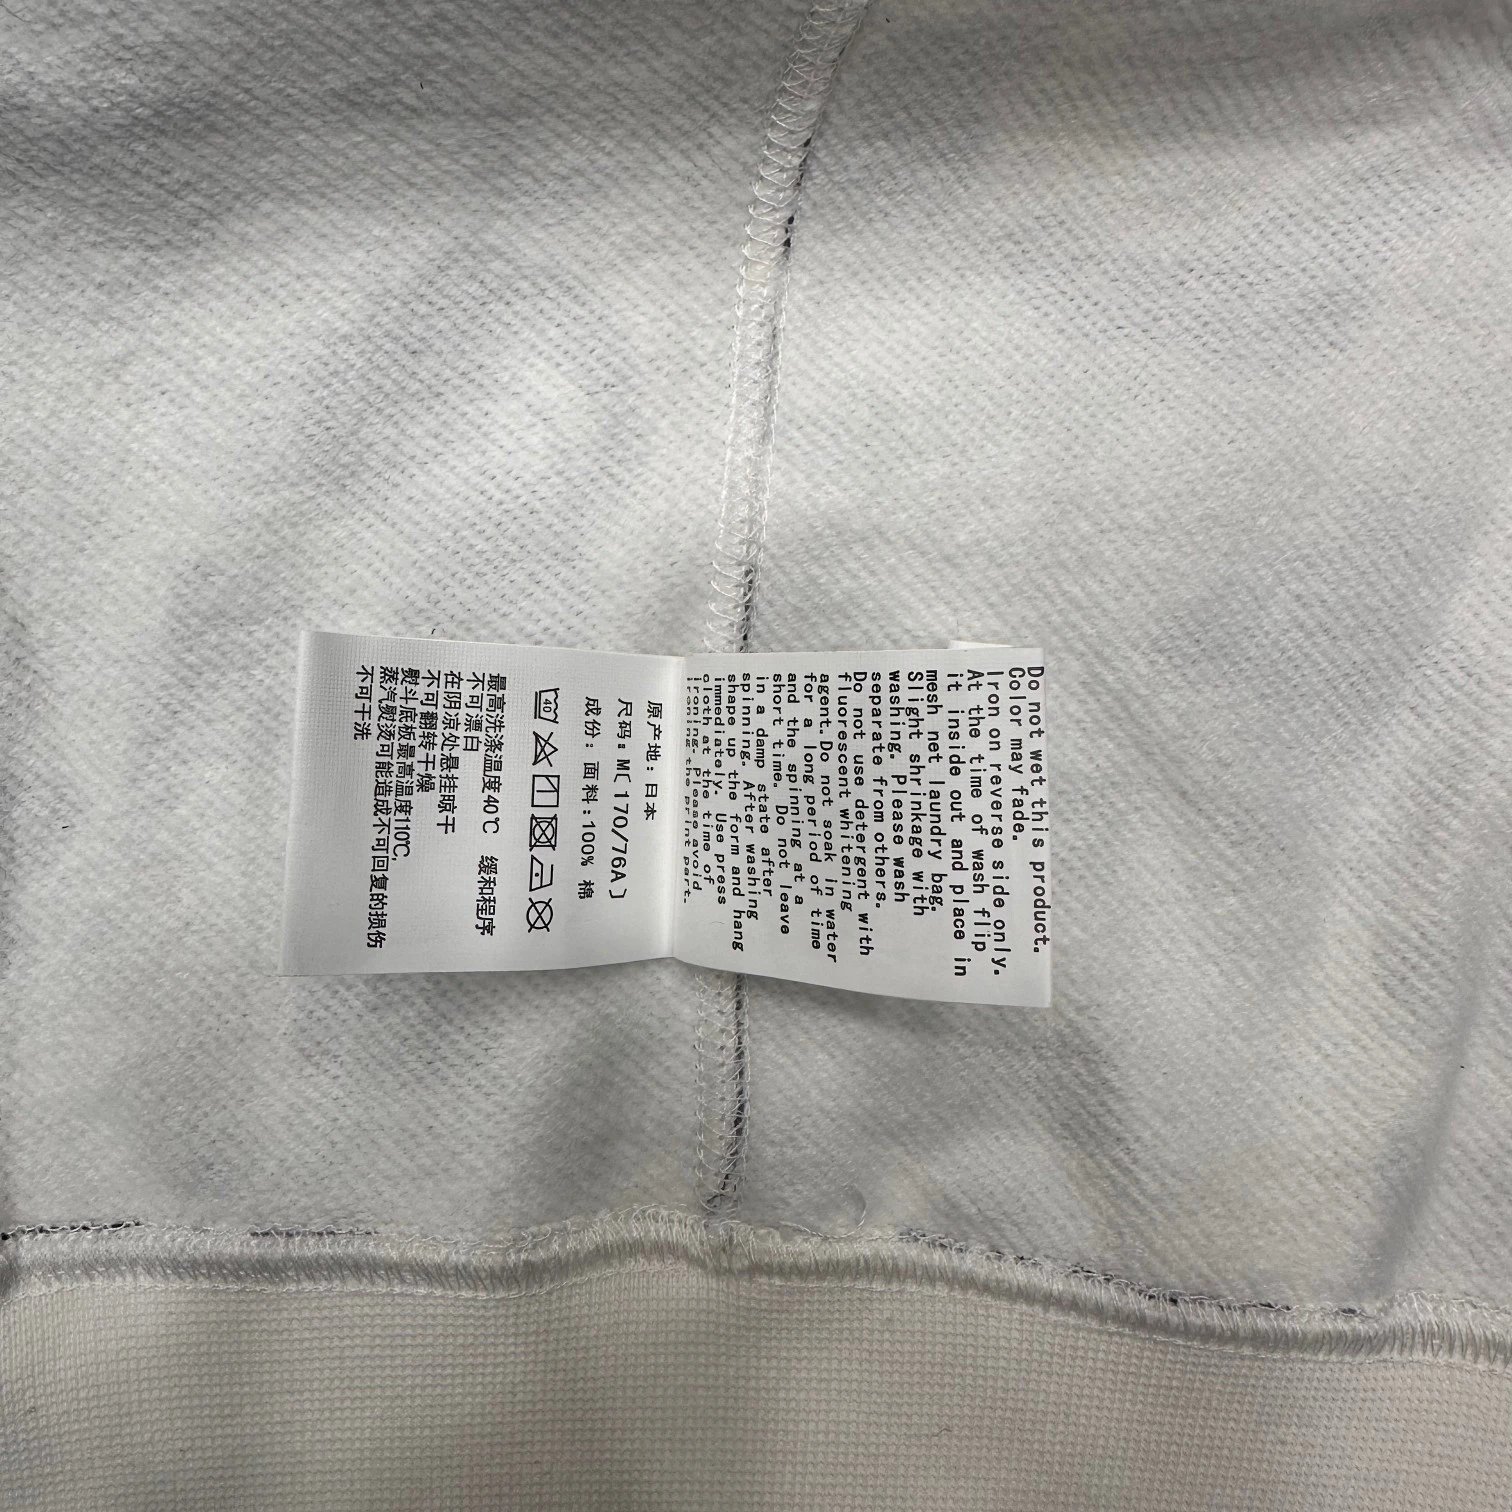 Do not wet this product.
Color may fade.
Iron on reverse side only.
At the time of wash flip
it inside out and place in
mesh net laundry bag.
Slight shrinkage with
washing. Please wash
separate from others.
Do not use detergent with
fluorescent whitening
agent. Do not soak in water
for a long period of time
and the spinning at a
short time. Do not leave
in a damp state after
spinning. After washing
shape up the form and hang
immediately. Use press
cloth at the time of
ironing. Please avoid
ironing the print part.
原产地:日本
尺码:M〔170/76A〕
成份:面料:100% 棉
最高洗涤温度40℃ 缓和程序
不可漂白
在阴凉处悬挂晾干
不可翻转干燥
熨斗底板最高温度110℃,
蒸汽熨烫可能造成不可回复的损伤
不可干洗